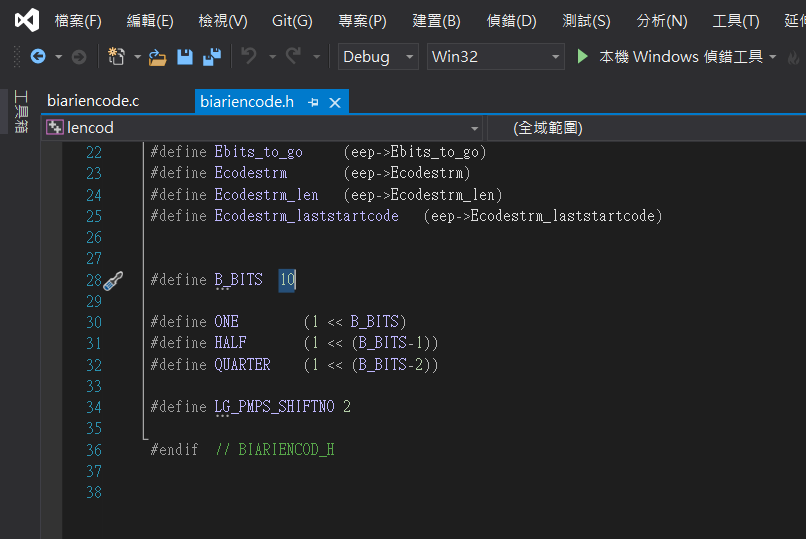 檔案(F) 編輯(E) 檢視(V) Git(G) 專案(P) 建置(B) 偵錯(D) 測試(S) 分析(N) 工具(T) 延伸
Debug Win32 本機 Windows 偵錯工具
工具箱
biariencode.c biariencode.h
lencod (全域範圍)
22 #define Ebits_to_go (eep->Ebits_to_go)
23 #define Ecodestrm (eep->Ecodestrm)
24 #define Ecodestrm_len (eep->Ecodestrm_len)
25 #define Ecodestrm_laststartcode (eep->Ecodestrm_laststartcode)
26
27
28 #define B_BITS 10
29
30 #define ONE (1 << B_BITS)
31 #define HALF (1 << (B_BITS-1))
32 #define QUARTER (1 << (B_BITS-2))
33
34 #define LG_PMPS_SHIFTNO 2
35
36 #endif // BIARIENCOD_H
37
38